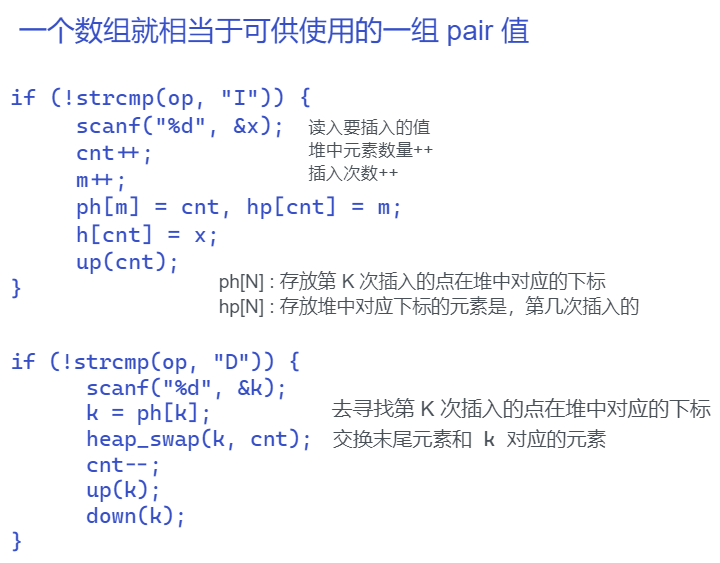 一个数组就相当于可供使用的一组 pair 值
if (!strcmp(op, "I")) {
scanf("%d", &x); 读入要插入的值
cnt++; 堆中元素数量++
m++; 插入次数++
ph[m] = cnt, hp[cnt] = m;
h[cnt] = x;
up(cnt);
ph[N] : 存放第 K 次插入的点在堆中对应的下标
}
hp[N] : 存放堆中对应下标的元素是，第几次插入的
if (!strcmp(op, "D")) {
scanf("%d", &k);
k = ph[k]; 去寻找第 K 次插入的点在堆中对应的下标
heap_swap(k, cnt); 交换末尾元素和 k 对应的元素
cnt--;
up(k);
down(k);
}